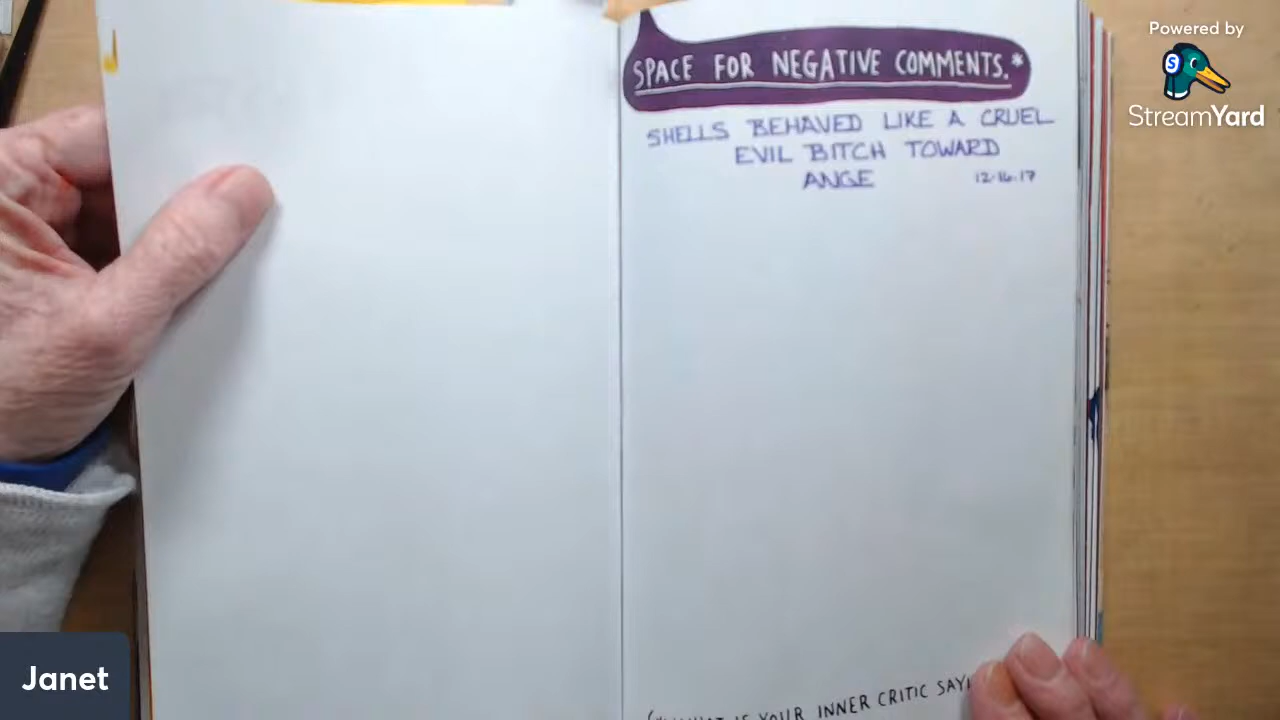 Powered by
StreamYard
SPACE FOR NEGATIVE COMMENTS.*
SHELLS BEHAVED LIKE A CRUEL
EVIL BITCH TOWARD
ANGE 12·16·17
IF YOUR INNER CRITIC
Janet